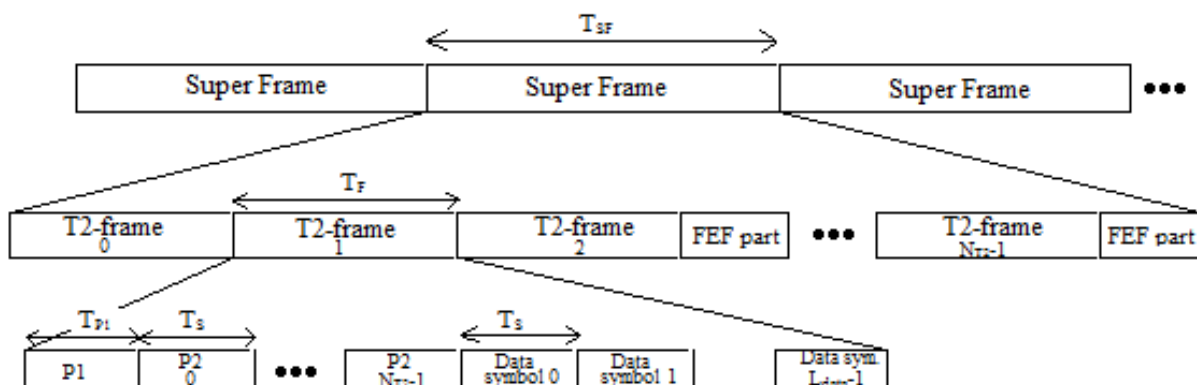 TSF
Super Frame Super Frame Super Frame •••
TF
T2-frame 0 T2-frame 1 T2-frame 2 FEF part ••• T2-frame NT2-1 FEF part
TP1 TS TS
P1 P2 0 ••• P2 NT2-1 Data symbol 0 Data symbol 1 Data sym. Ldata-1